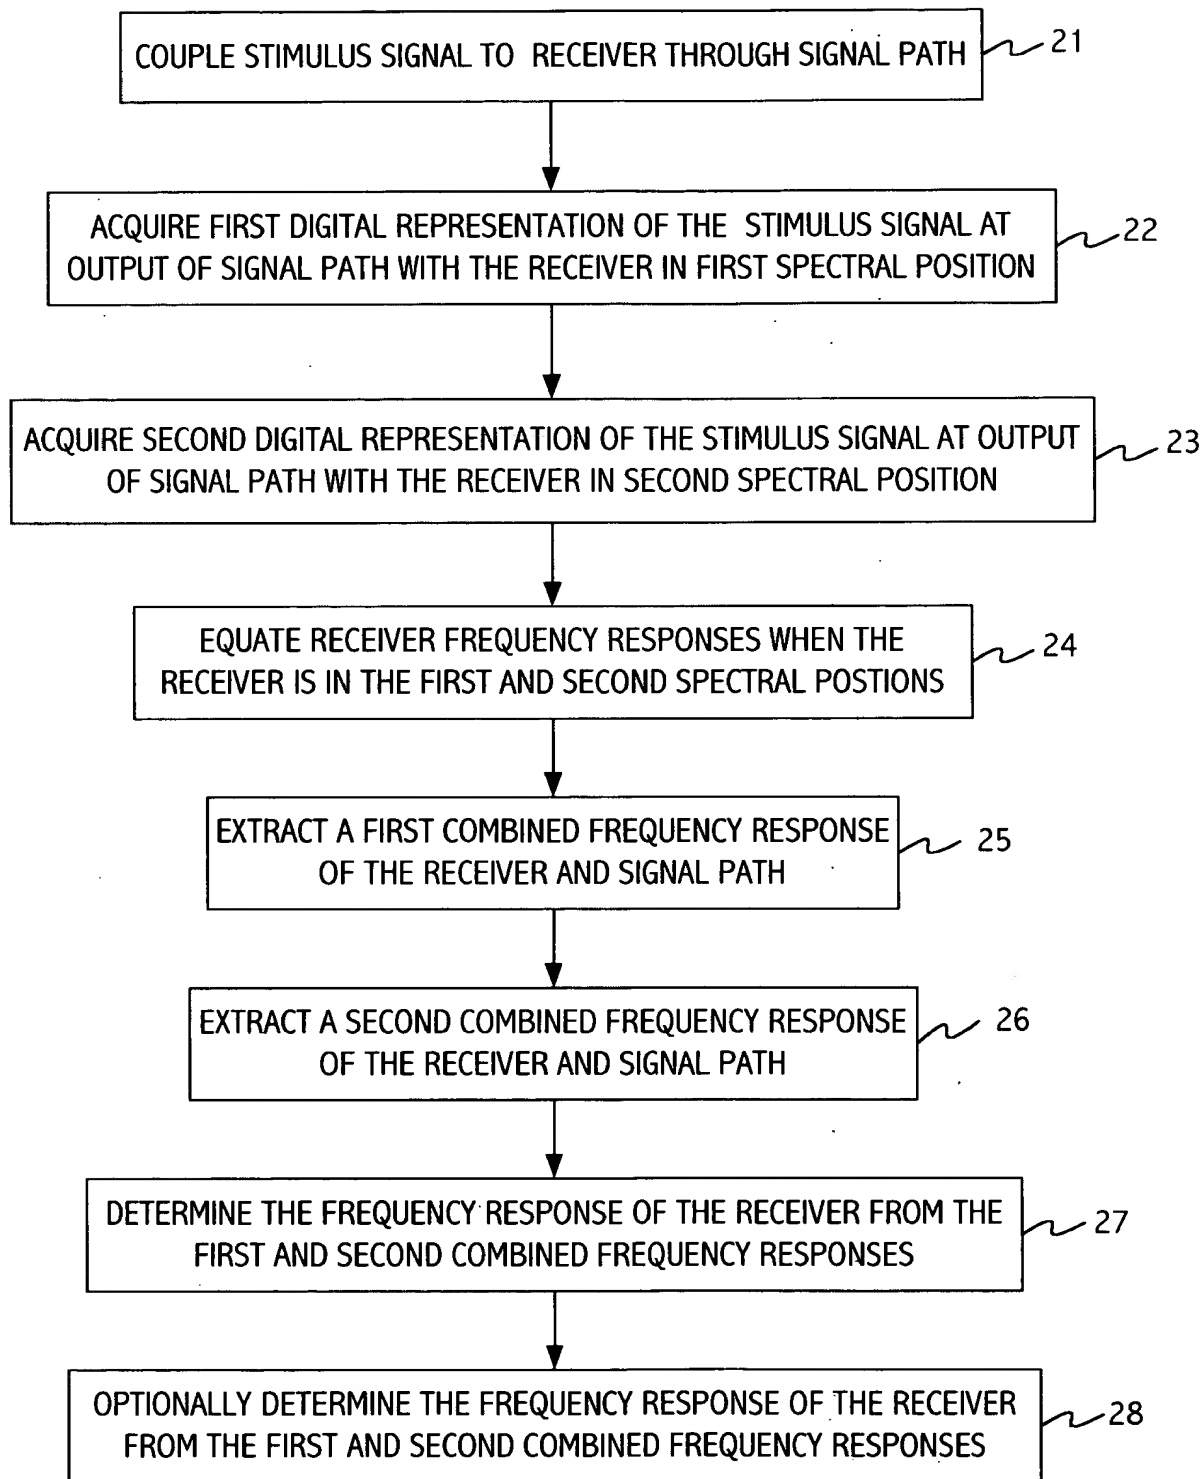 COUPLE STIMULUS SIGNAL TO RECEIVER THROUGH SIGNAL PATH
21
ACQUIRE FIRST DIGITAL REPRESENTATION OF THE STIMULUS SIGNAL AT
OUTPUT OF SIGNAL PATH WITH THE RECEIVER IN FIRST SPECTRAL POSITION
22
ACQUIRE SECOND DIGITAL REPRESENTATION OF THE STIMULUS SIGNAL AT OUTPUT
OF SIGNAL PATH WITH THE RECEIVER IN SECOND SPECTRAL POSITION
23
EQUATE RECEIVER FREQUENCY RESPONSES WHEN THE
RECEIVER IS IN THE FIRST AND SECOND SPECTRAL POSTIONS
24
EXTRACT A FIRST COMBINED FREQUENCY RESPONSE
OF THE RECEIVER AND SIGNAL PATH
25
EXTRACT A SECOND COMBINED FREQUENCY RESPONSE
OF THE RECEIVER AND SIGNAL PATH
26
DETERMINE THE FREQUENCY RESPONSE OF THE RECEIVER FROM THE
FIRST AND SECOND COMBINED FREQUENCY RESPONSES
27
OPTIONALLY DETERMINE THE FREQUENCY RESPONSE OF THE RECEIVER
FROM THE FIRST AND SECOND COMBINED FREQUENCY RESPONSES
28